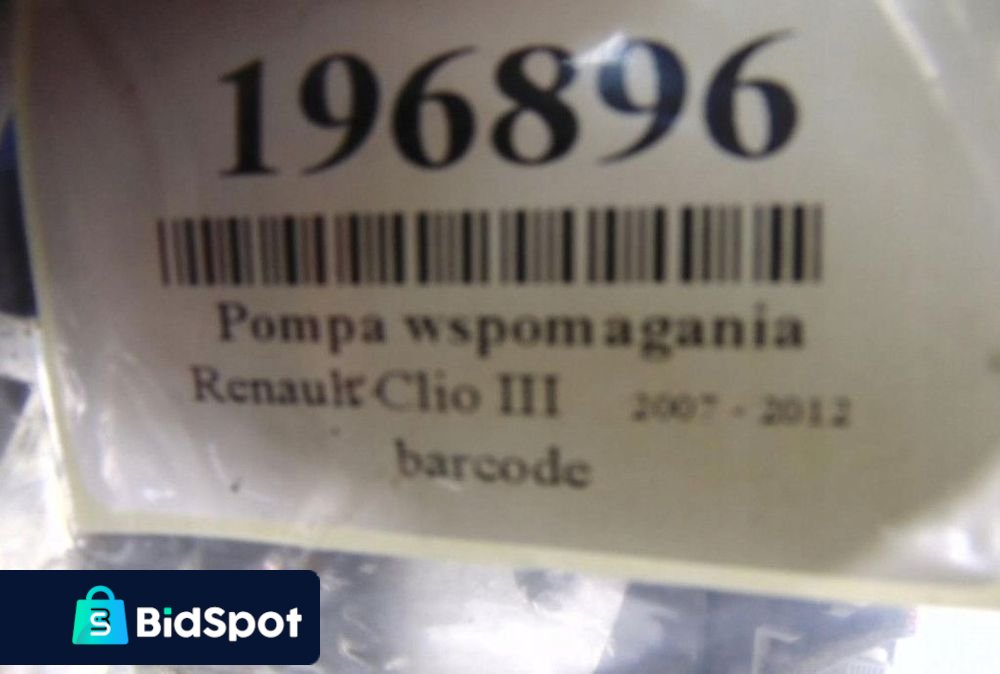 196896
Pompa wspomagania
Renault Clio III 2007 - 2012
barcode
BidSpot